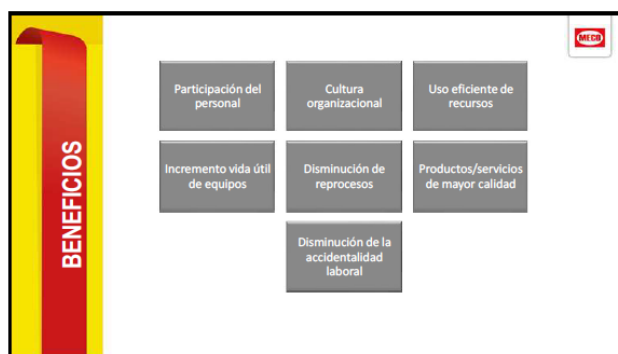 MECO
BENEFICIOS
Participación del
personal
Cultura
organizacional
Uso eficiente de
recursos
Incremento vida útil
de equipos
Disminución de
reprocesos
Productos/servicios
de mayor calidad
Disminución de la
accidentalidad
laboral